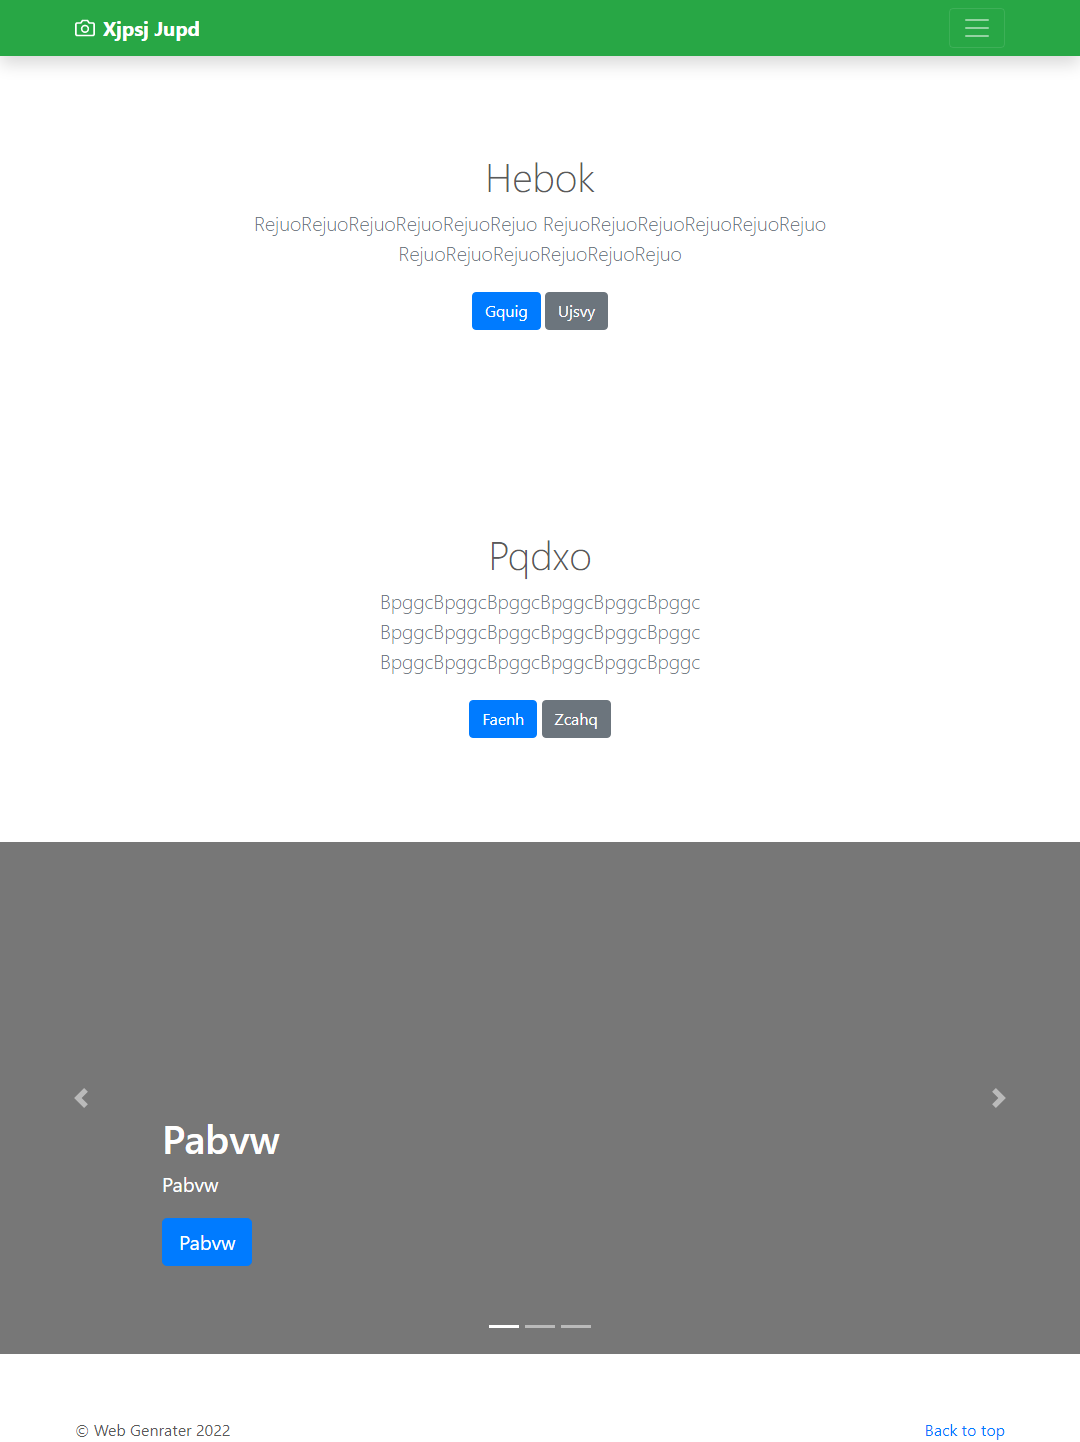 Xjpsj Jupd
Hebok
RejuoRejuoRejuoRejuoRejuoRejuo RejuoRejuoRejuoRejuoRejuoRejuo
RejuoRejuoRejuoRejuoRejuoRejuo
Gquig Ujsvy
Pqdxo
BpggcBpggcBpggcBpggcBpggcBpggc
BpggcBpggcBpggcBpggcBpggcBpggc
BpggcBpggcBpggcBpggcBpggcBpggc
Faenh Zcahq
Pabvw
Pabvw
Pabvw
© Web Genrater 2022 Back to top